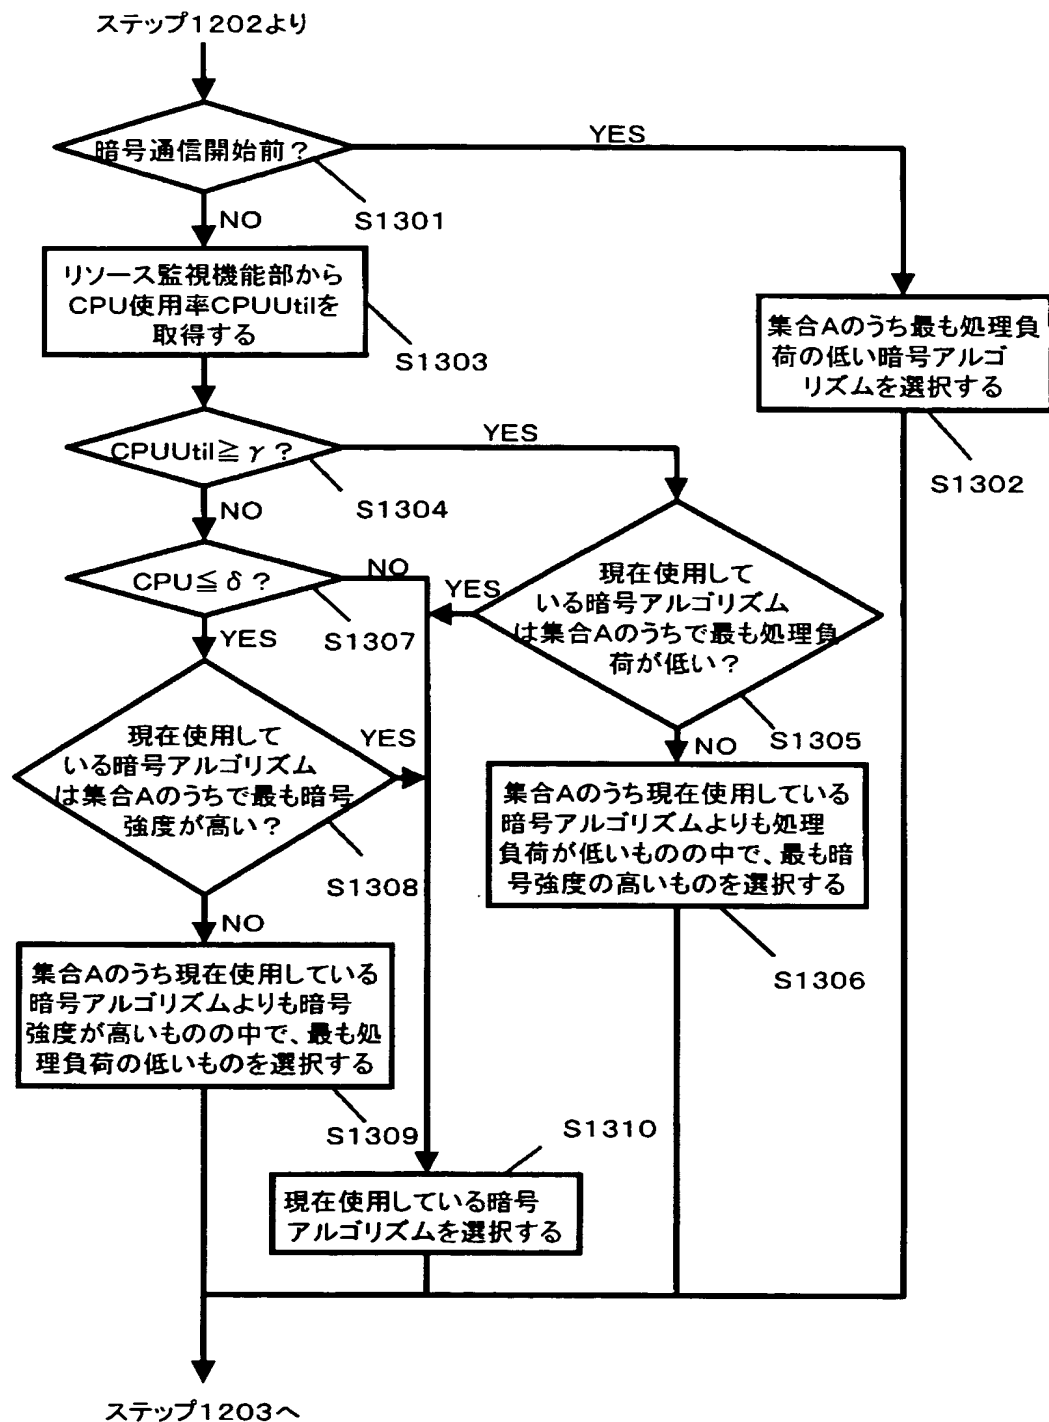 ステップ1202より
暗号通信開始前？
YES
S1301
NO
リソース監視機能部から
CPU使用率CPUUtilを
取得する
S1303
集合Aのうち最も処理負
荷の低い暗号アルゴ
リズムを選択する
S1302
CPUUtil≧γ？
YES
S1304
NO
CPU≦δ？
NO
S1307
YES
現在使用して
いる暗号アルゴリズム
は集合Aのうちで最も処理負
荷が低い？
YES
S1305
NO
現在使用して
いる暗号アルゴリズム
は集合Aのうちで最も暗号
強度が高い？
YES
S1308
NO
集合Aのうち現在使用している
暗号アルゴリズムよりも処理
負荷が低いものの中で、最も暗
号強度の高いものを選択する
S1306
集合Aのうち現在使用している
暗号アルゴリズムよりも暗号
強度が高いものの中で、最も処
理負荷の低いものを選択する
S1309
S1310
現在使用している暗号
アルゴリズムを選択する
ステップ1203へ